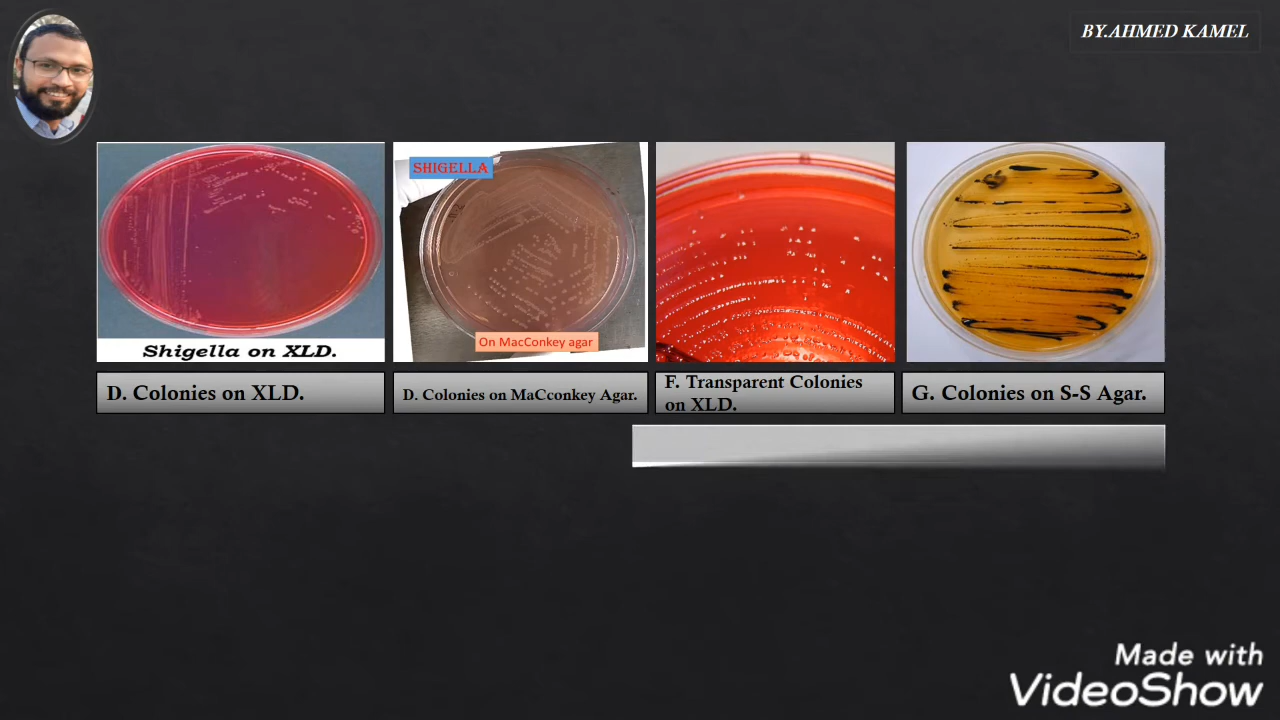 BY.AHMED KAMEL
SHIGELLA
On MacConkey agar
Shigella on XLD.
D. Colonies on XLD.
D. Colonies on MaCconkey Agar.
F. Transparent Colonies
on XLD.
G. Colonies on S-S Agar.
Made with
VideoShow